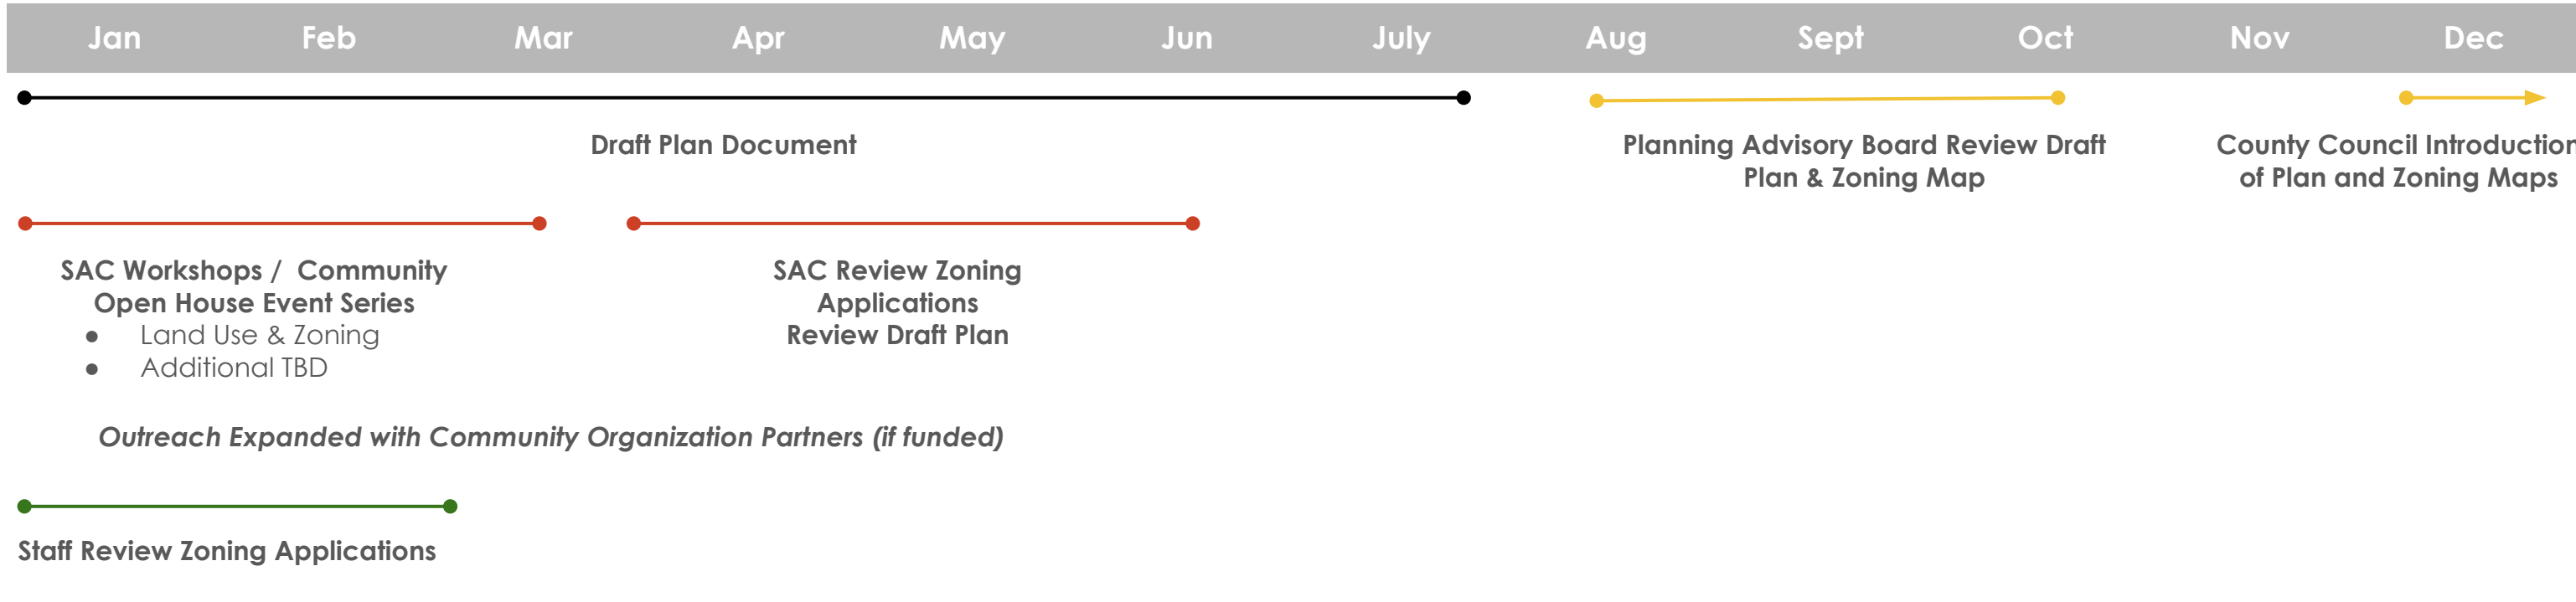 Jan Feb Mar Apr May Jun July Aug Sept Oct Nov Dec
Draft Plan Document
Planning Advisory Board Review Draft
Plan & Zoning Map
County Council Introduction
of Plan and Zoning Maps
SAC Workshops / Community
Open House Event Series
● Land Use & Zoning
● Additional TBD
SAC Review Zoning
Applications
Review Draft Plan
Outreach Expanded with Community Organization Partners (if funded)
Staff Review Zoning Applications